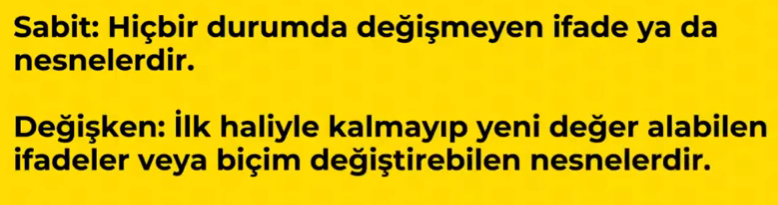 Sabit: Hiçbir durumda değişmeyen ifade ya da
nesnelerdir.
Değişken: İlk haliyle kalmayıp yeni değer alabilen
ifadeler veya biçim değiştirebilen nesnelerdir.